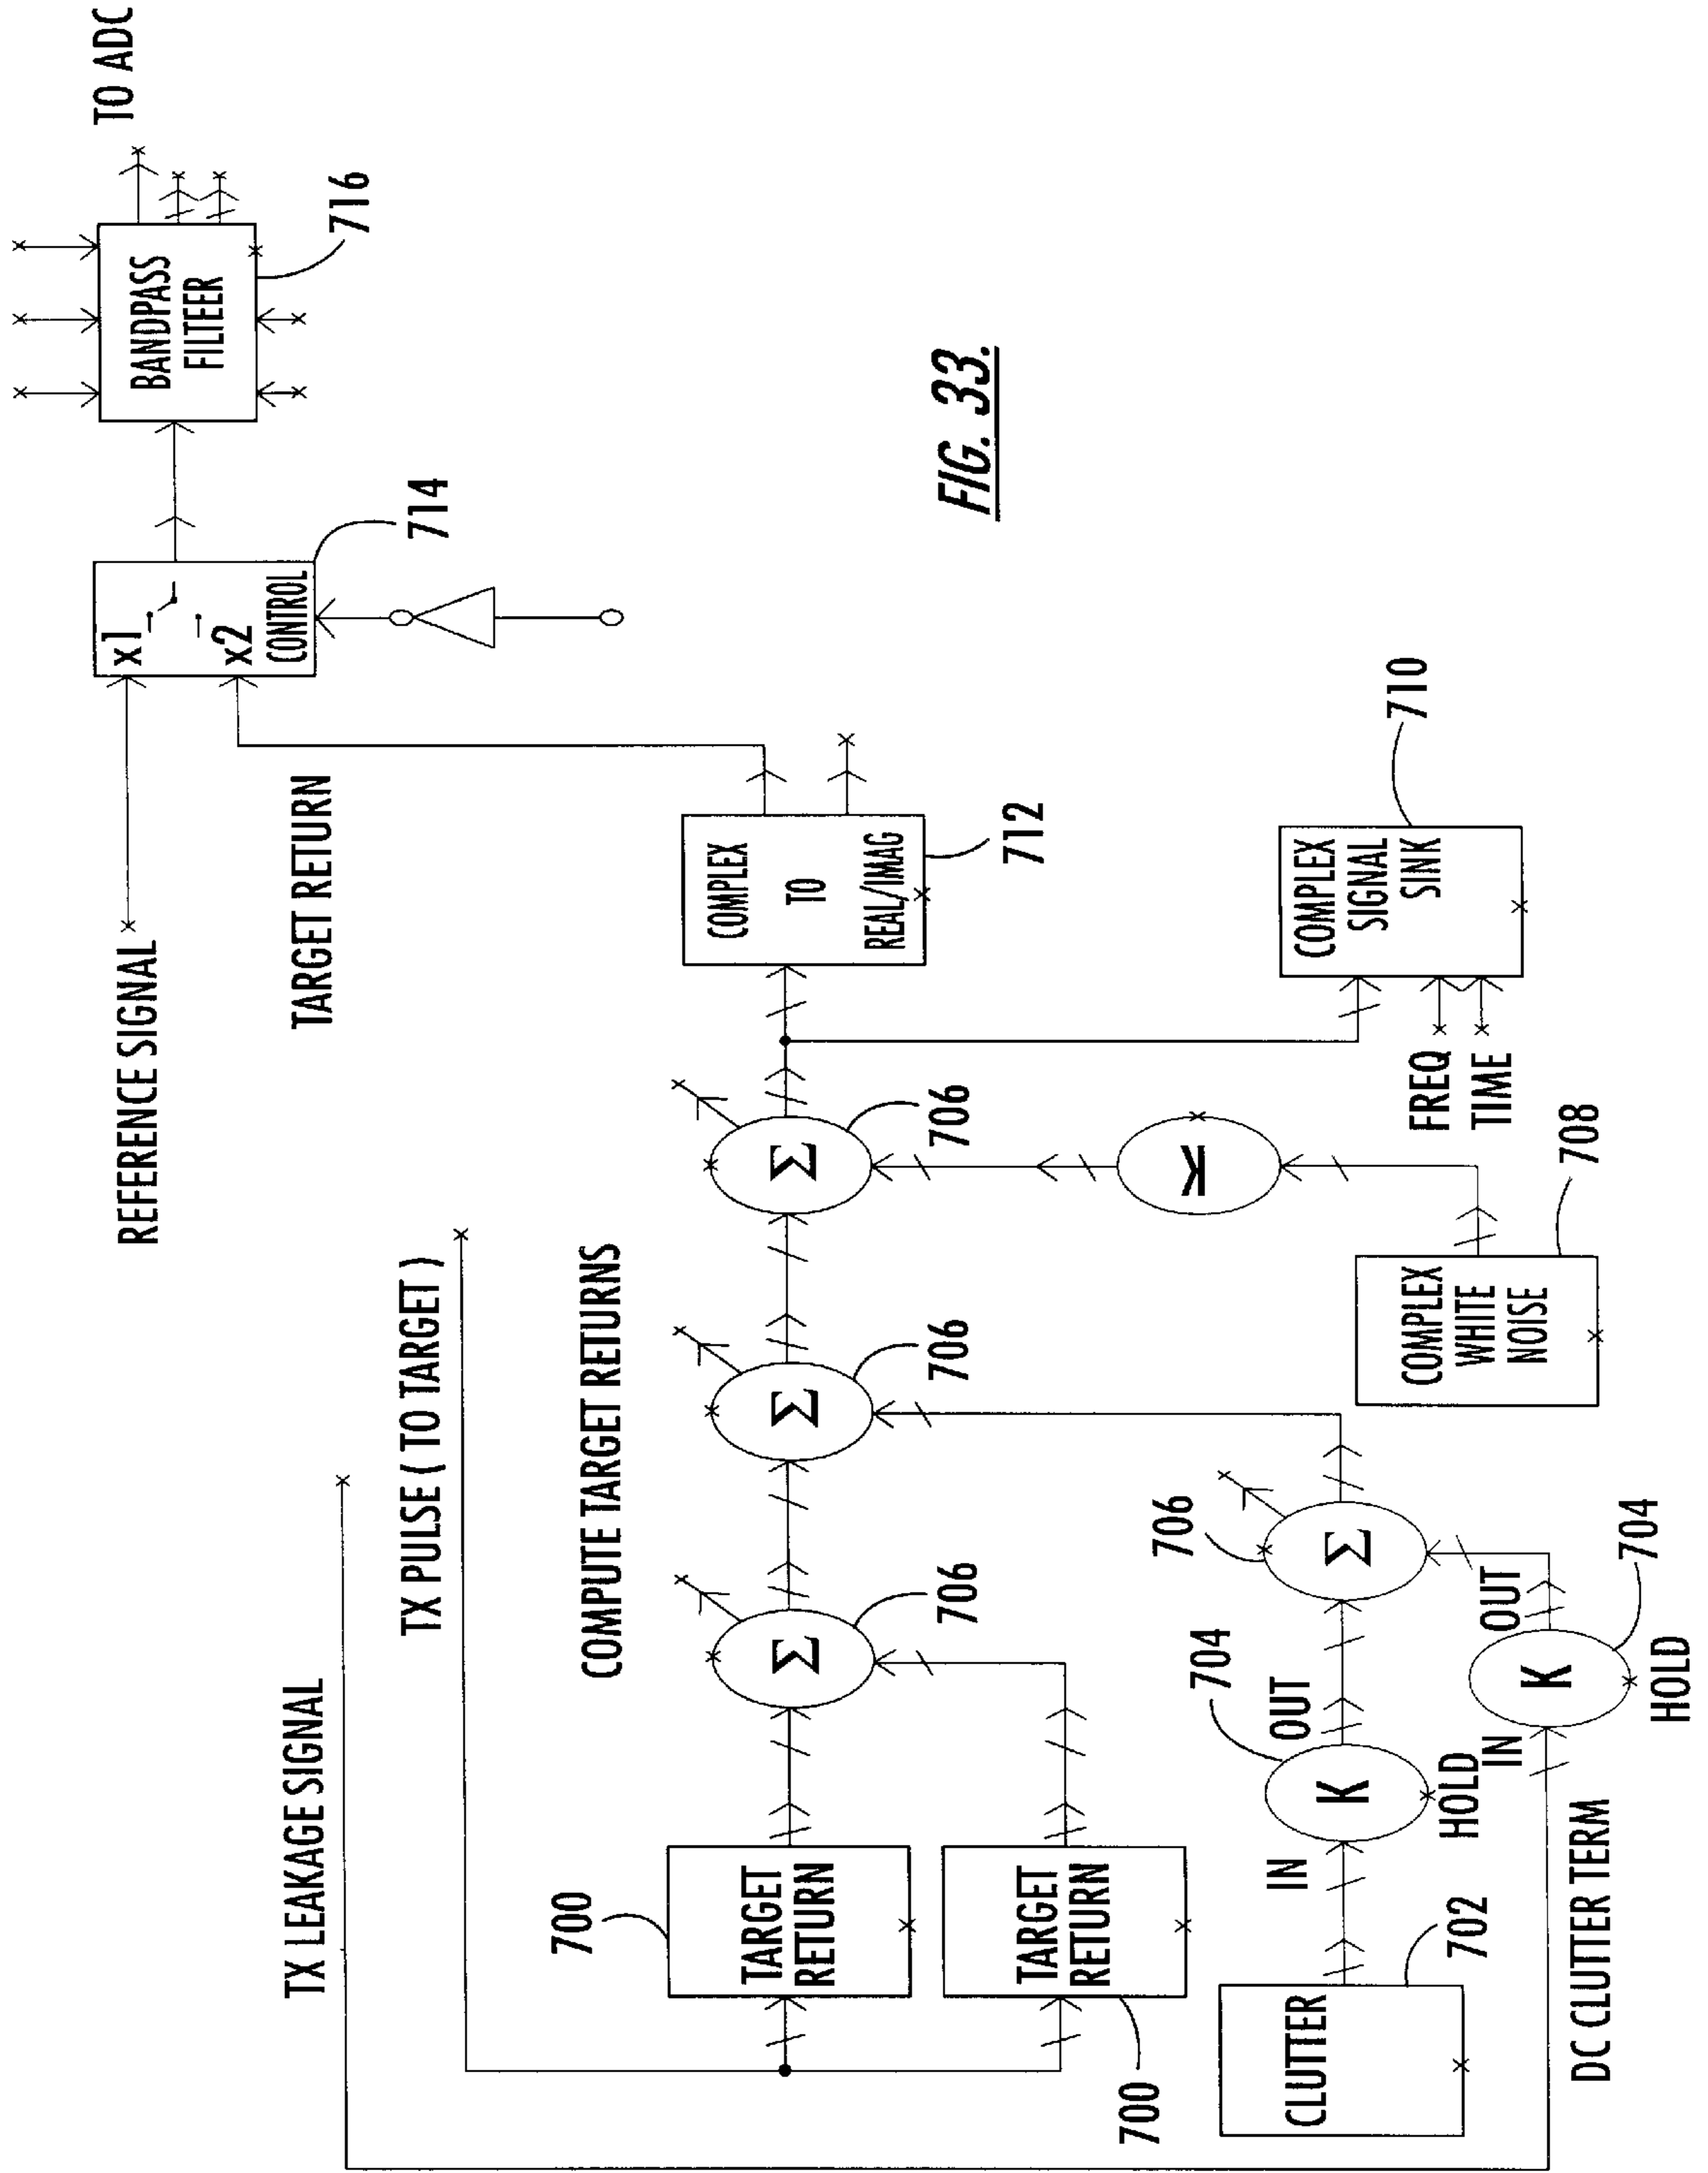 TO ADC
BANDPASS
FILTEER
716
x1
x2
CONTROL
714
REFERENCE SIGNAL
TARGET RETURN
FIG. 33.
TX LEAKAGE SIGNAL
TX PULSE ( TO TARGET )
COMPUTE TARGET RETURNS
700
TARGET
RETURN
Σ
706
Σ
706
Σ
706
COMPLEX
TO
REAL/IMAG
712
TARGET
RETURN
700
K
COMPLEX
SIGNAL
SINK
710
FREQ
TIME
COMPLEX
WHITE
NOISE
708
CLUTTER
702
IN
K
OUT
704
HOLD
Σ
706
DC CLUTTER TERM
IN
K
OUT
704
HOLD